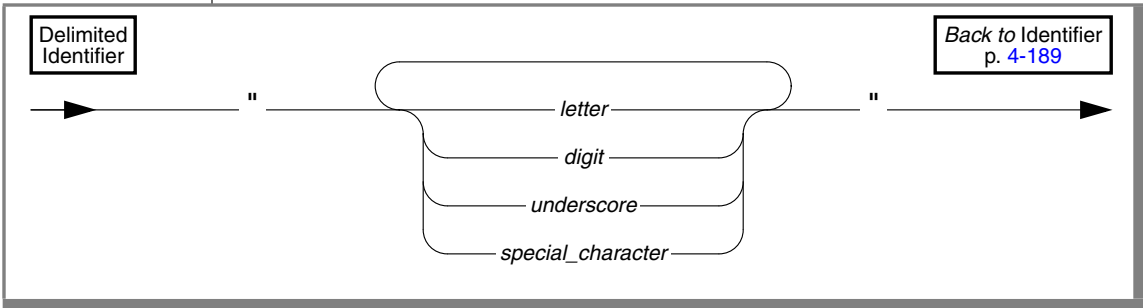 Delimited
Identifier
Back to Identifier
p. 4-189
" letter "
digit
underscore
special_character